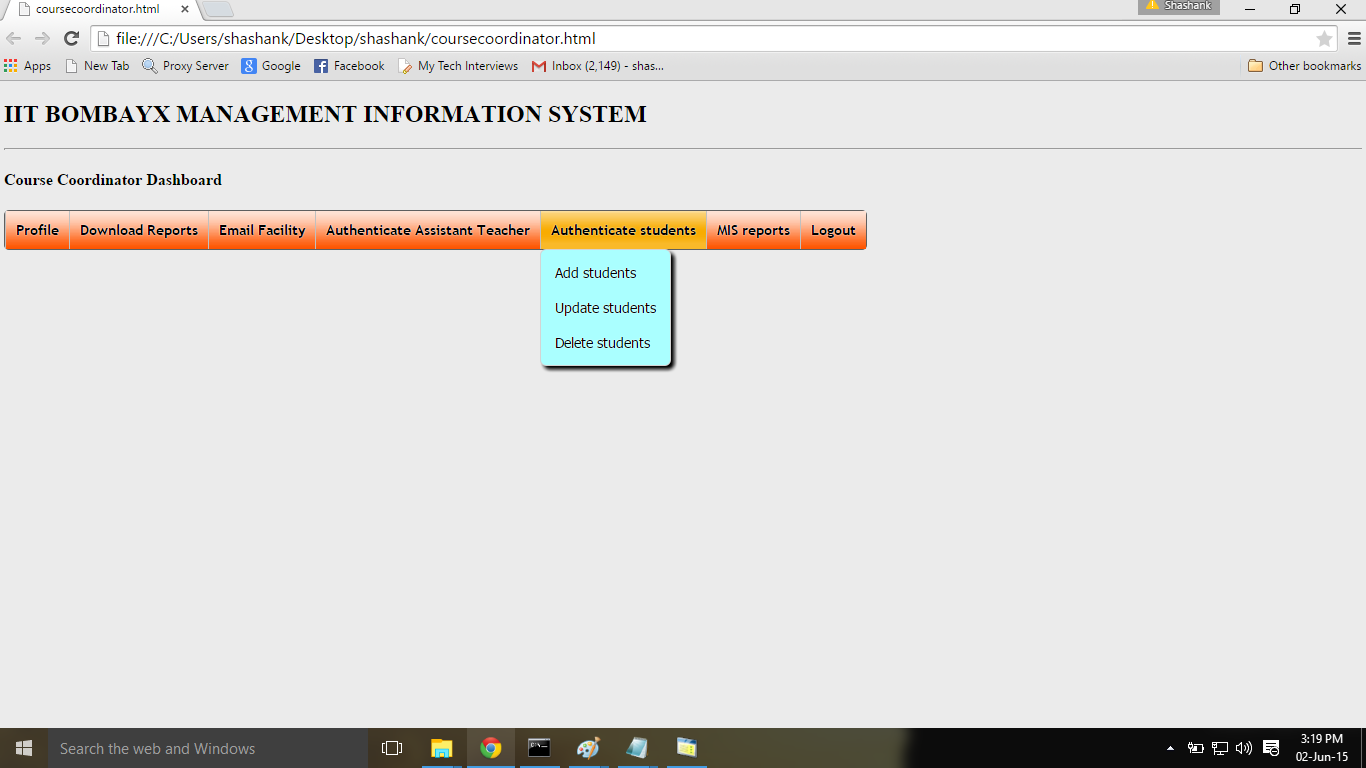 coursecoordinator.html
Shashank
file:///C:/Users/shashank/Desktop/shashank/coursecoordinator.html
Apps New Tab Proxy Server Google Facebook My Tech Interviews Inbox (2,149) - shas... Other bookmarks
IIT BOMBAYX MANAGEMENT INFORMATION SYSTEM
Course Coordinator Dashboard
Profile Download Reports Email Facility Authenticate Assistant Teacher Authenticate students MIS reports Logout
Add students
Update students
Delete students
Search the web and Windows
3:19 PM
02-Jun-15